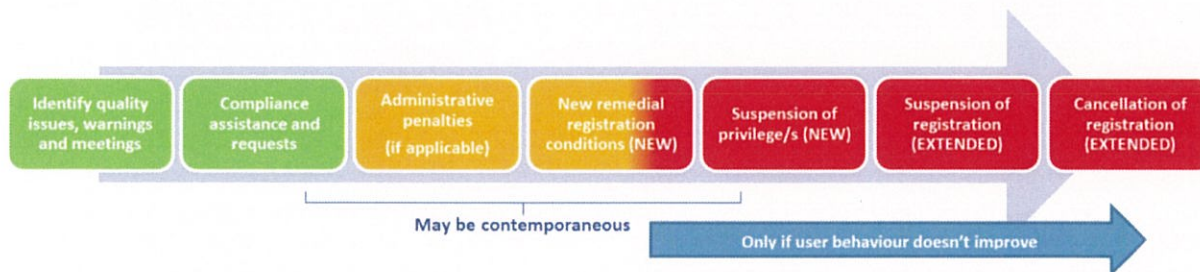 Identify quality
issues, warnings
and meetings
Compliance
assistance and
requests
Administrative
penalties
(if applicable)
New remedial
registration
conditions (NEW)
Suspension of
privilege/s (NEW)
Suspension of
registration
(EXTENDED)
Cancellation of
registration
(EXTENDED)
May be contemporaneous
Only if user behaviour doesn't improve